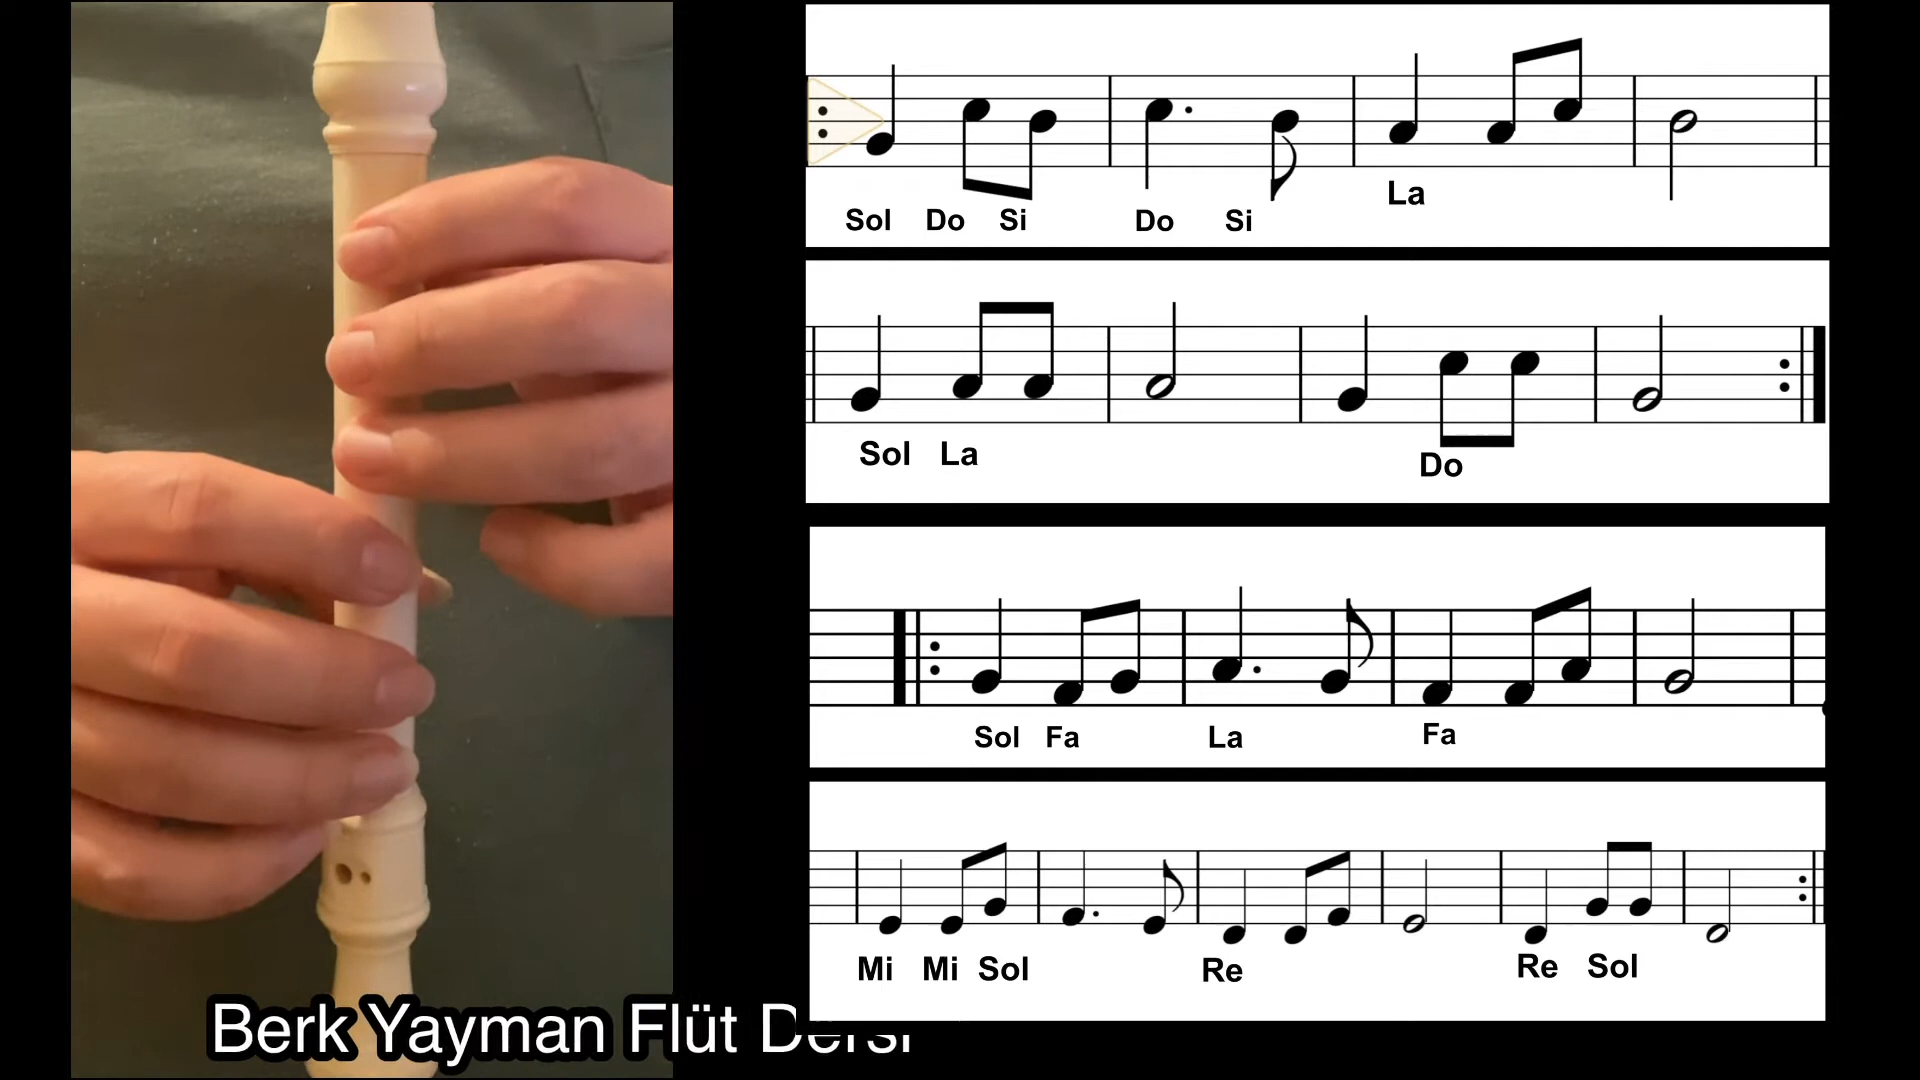 Sol Do Si Do Si La
Sol La Do
Sol Fa La Fa
Mi Mi Sol Re Re Sol
Berk Yayman Flüt Dersi